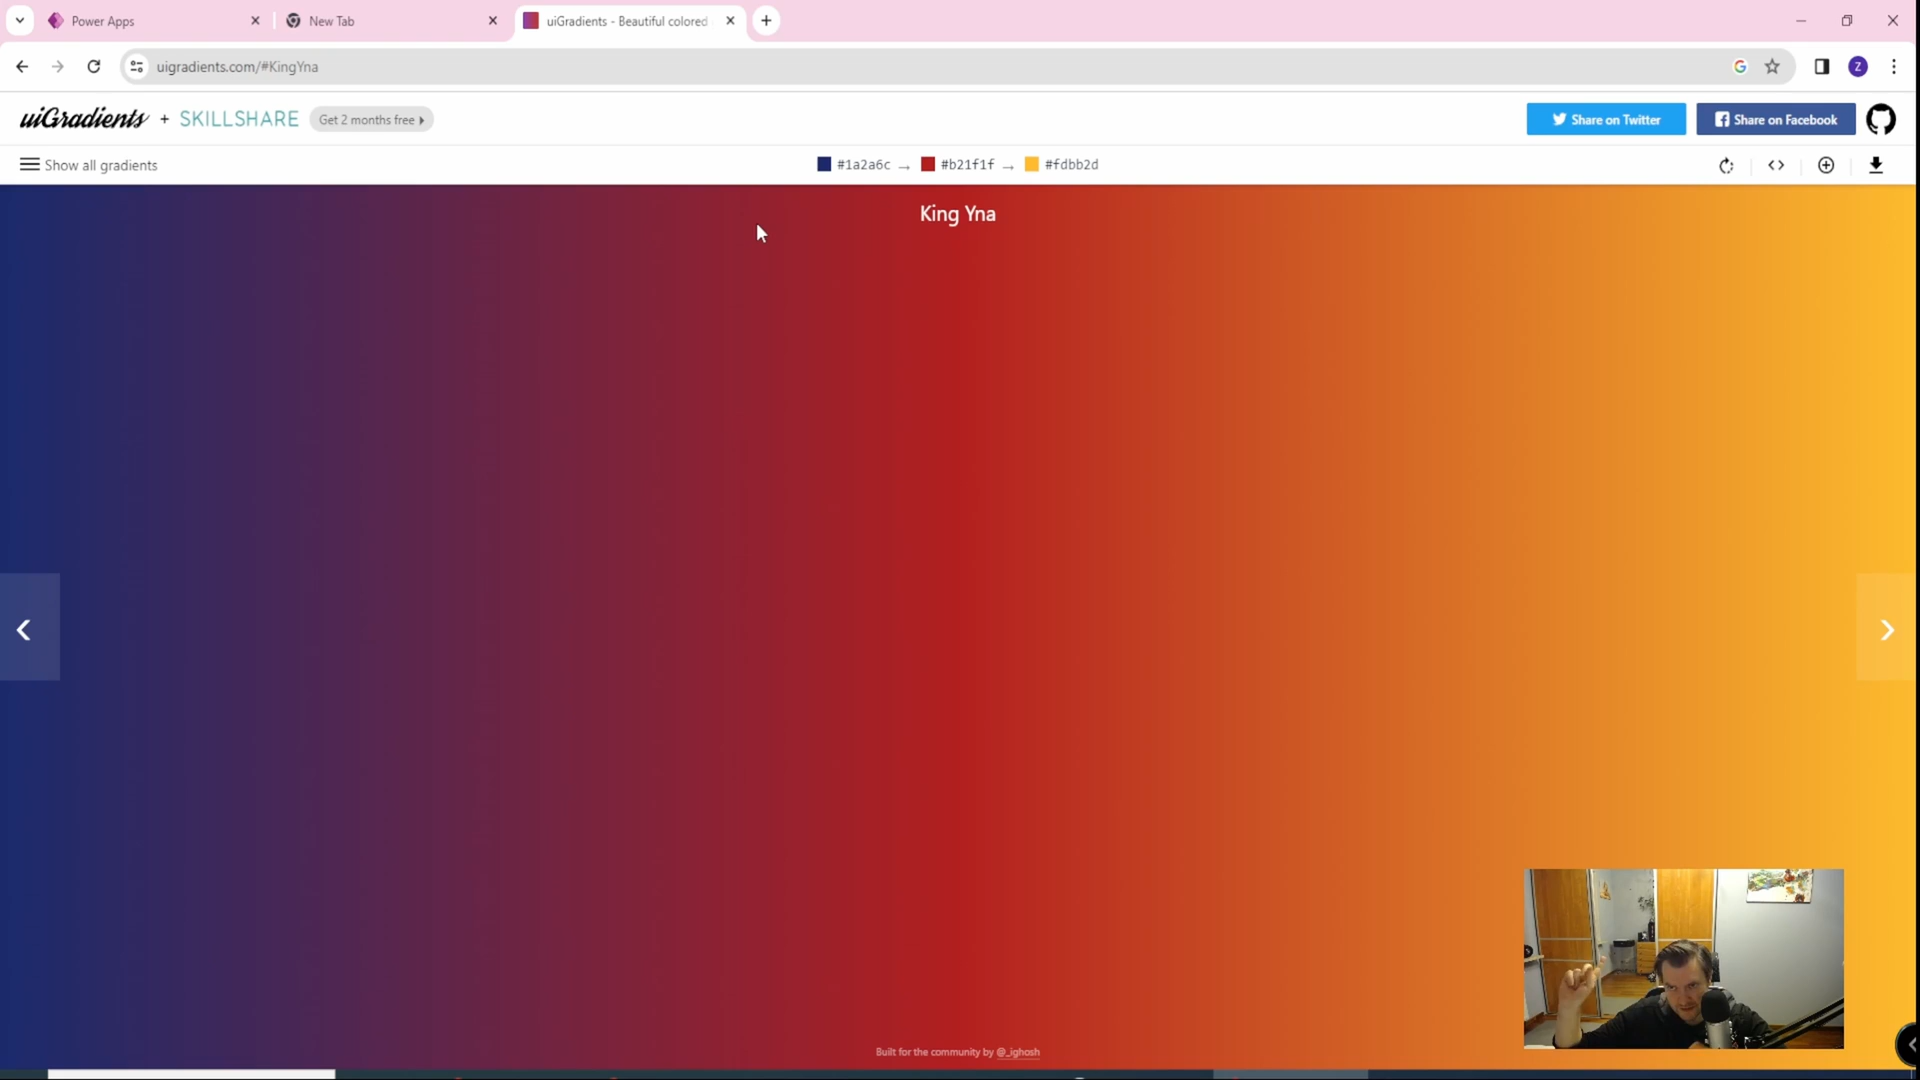 Power Apps
New Tab
uiGradients - Beautiful colored
uigradients.com/#KingYna
Z
uiGradients + SKILLSHARE Get 2 months free
Share on Twitter
Share on Facebook
Show all gradients
#1a2a6c → #b21f1f → #fdbb2d
King Yna
Built for the community by @_ighosh